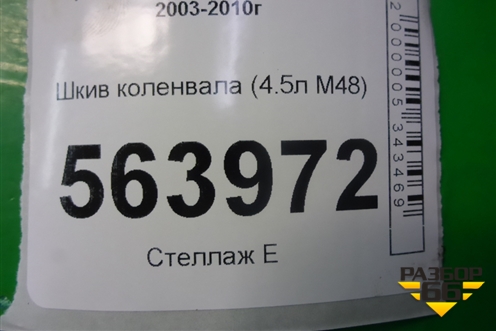 2003-2010г
Шкив коленвала (4.5л М48)
563972
Стеллаж Е
2000005343469
РАЗБОР
66